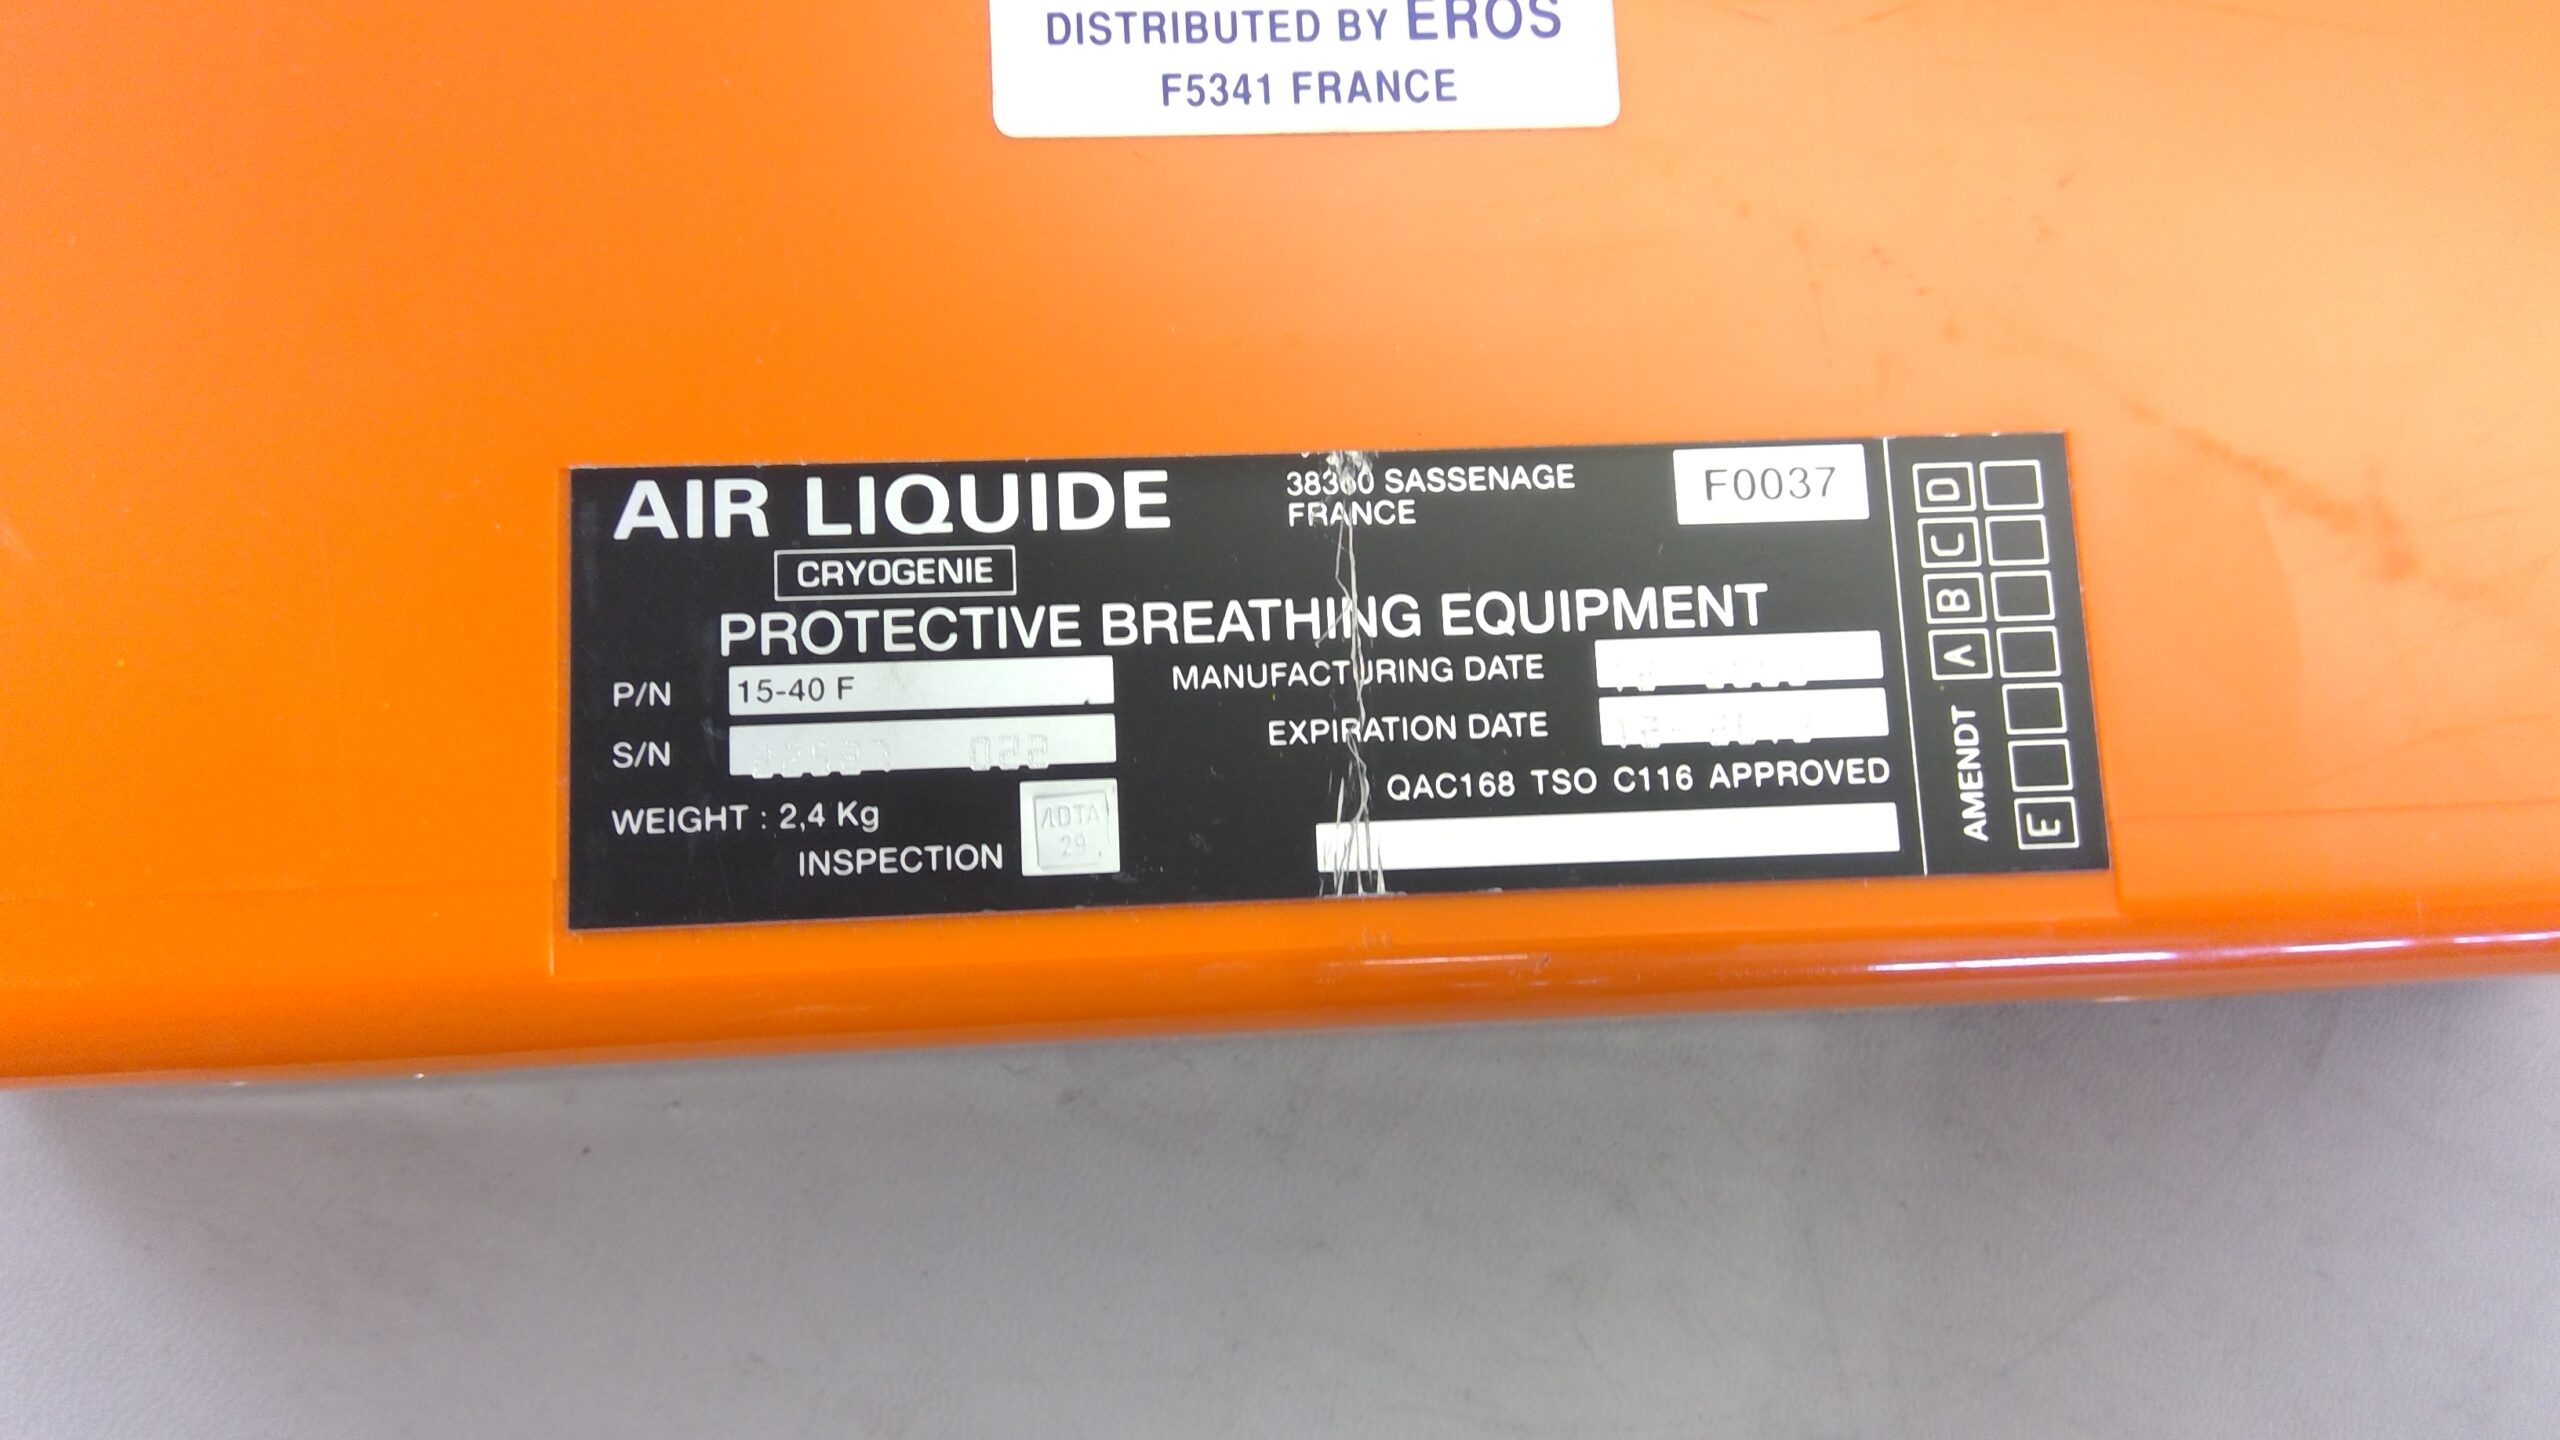 DISTRIBUTED BY EROS
F5341 FRANCE
AIR LIQUIDE
CRYOGENIE
38360 SASSENAGE
FRANCE
F0037
PROTECTIVE BREATHING EQUIPMENT
P/N 15-40 F
MANUFACTURING DATE
S/N
EXPIRATION DATE
QAC168 TSO C116 APPROVED
WEIGHT : 2,4 Kg
INSPECTION
29
AMENDT A B C D
E